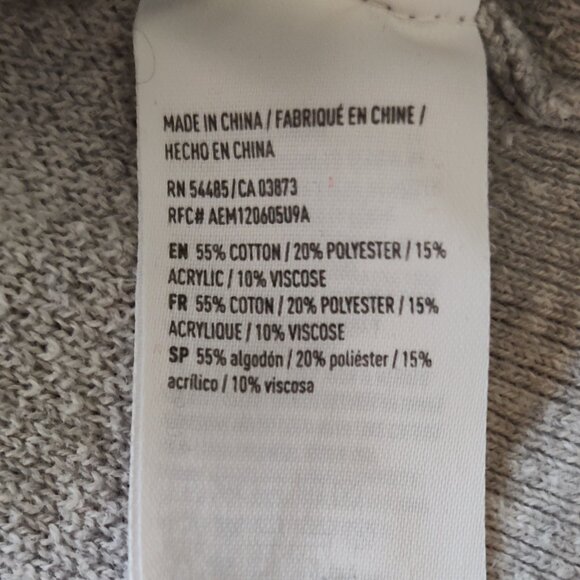 MADE IN CHINA / FABRIQUÉ EN CHINE /
HECHO EN CHINA
RN 54485/CA 03873
RFC# AEM120605U9A
EN 55% COTTON / 20% POLYESTER / 15%
ACRYLIC / 10% VISCOSE
FR 55% COTON / 20% POLYESTER / 15%
ACRYLIQUE / 10% VISCOSE
SP 55% algodón / 20% poliéster / 15%
acrílico / 10% viscosa